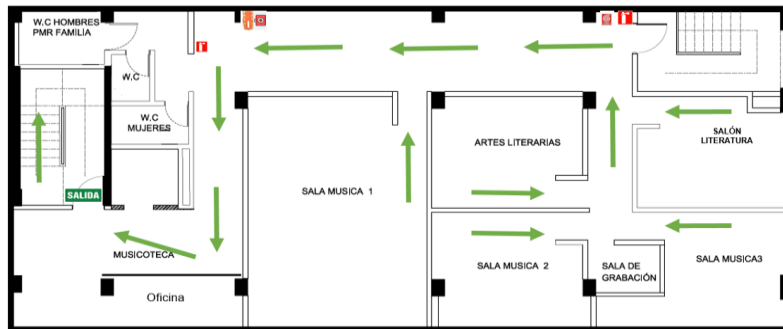 W.C HOMBRES
PMR FAMILIA
W.C
W.C
MUJERES
SALIDA
MUSICOTECA
Oficina
SALA MUSICA 1
ARTES LITERARIAS
SALA MUSICA 2
SALÓN
LITERATURA
SALA DE
GRABACIÓN
SALA MUSICA3